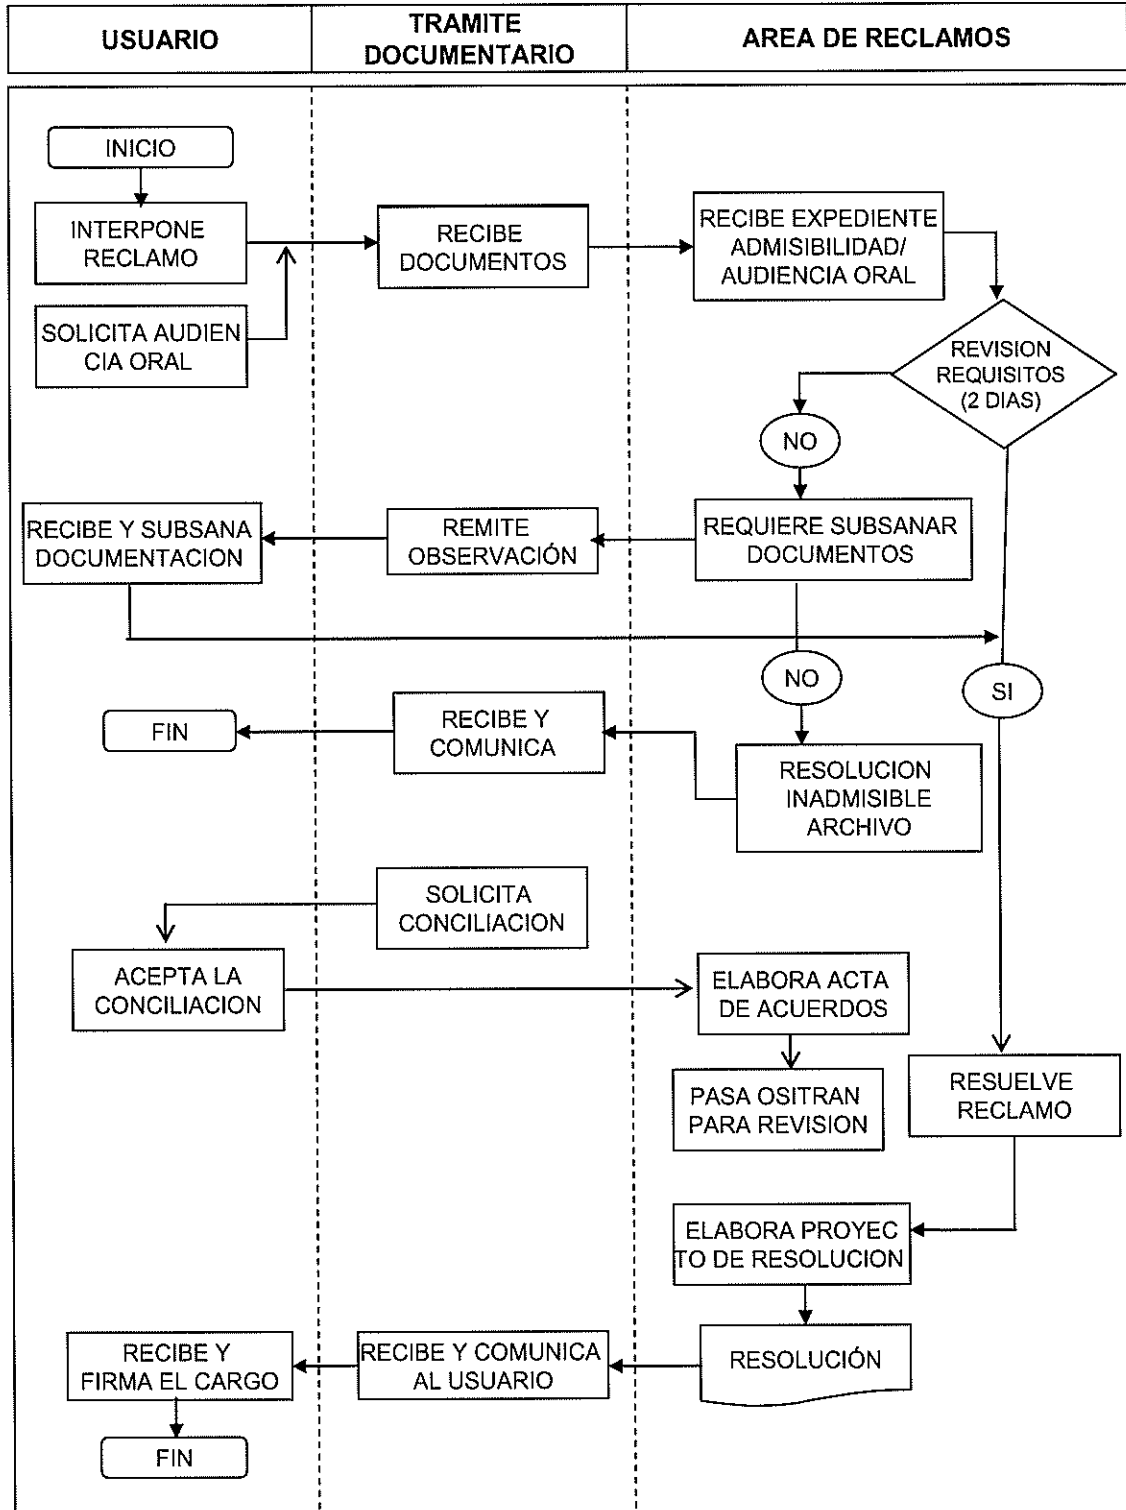 USUARIO
TRAMITE
DOCUMENTARIO
AREA DE RECLAMOS
INICIO
INTERPONE
RECLAMO
RECIBE
DOCUMENTOS
RECIBE EXPEDIENTE
ADMISIBILIDAD/
AUDIENCIA ORAL
SOLICITA AUDIEN
CIA ORAL
REVISION
REQUISITOS
(2 DIAS)
NO
RECIBE Y SUBSANA
DOCUMENTACION
REMITE
OBSERVACIÓN
REQUIERE SUBSANAR
DOCUMENTOS
NO
SI
FIN
RECIBE Y
COMUNICA
RESOLUCION
INADMISIBLE
ARCHIVO
SOLICITA
CONCILIACION
ACEPTA LA
CONCILIACION
ELABORA ACTA
DE ACUERDOS
PASA OSITRAN
PARA REVISION
RESUELVE
RECLAMO
ELABORA PROYEC
TO DE RESOLUCION
RECIBE Y
FIRMA EL CARGO
RECIBE Y COMUNICA
AL USUARIO
RESOLUCIÓN
FIN